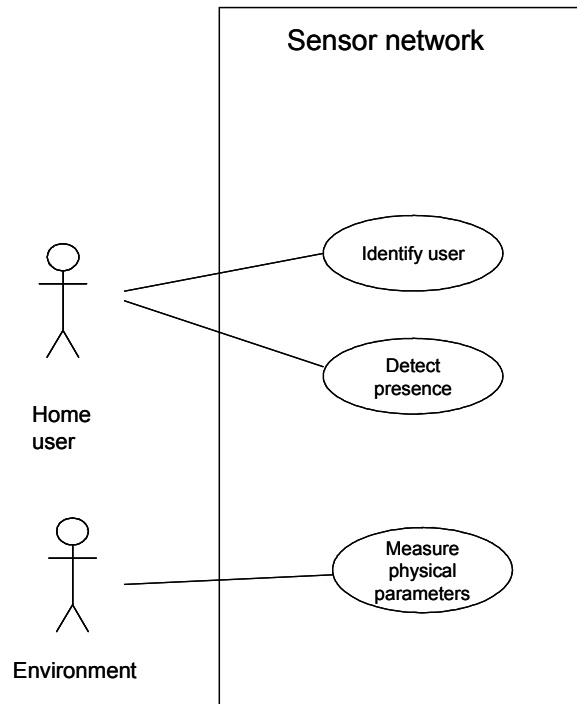 Sensor network
Identify user
Detect
presence
Home
user
Measure
physical
parameters
Environment